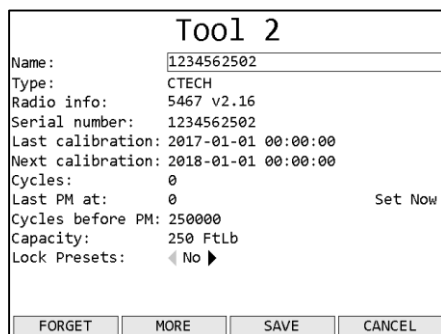 Tool 2
Name: 1234562502
Type: CTECH
Radio info: 5467 v2.16
Serial number: 1234562502
Last calibration: 2017-01-01 00:00:00
Next calibration: 2018-01-01 00:00:00
Cycles: 0
Last PM at: 0 Set Now
Cycles before PM: 250000
Capacity: 250 FtLb
Lock Presets: No
FORGET MORE SAVE CANCEL